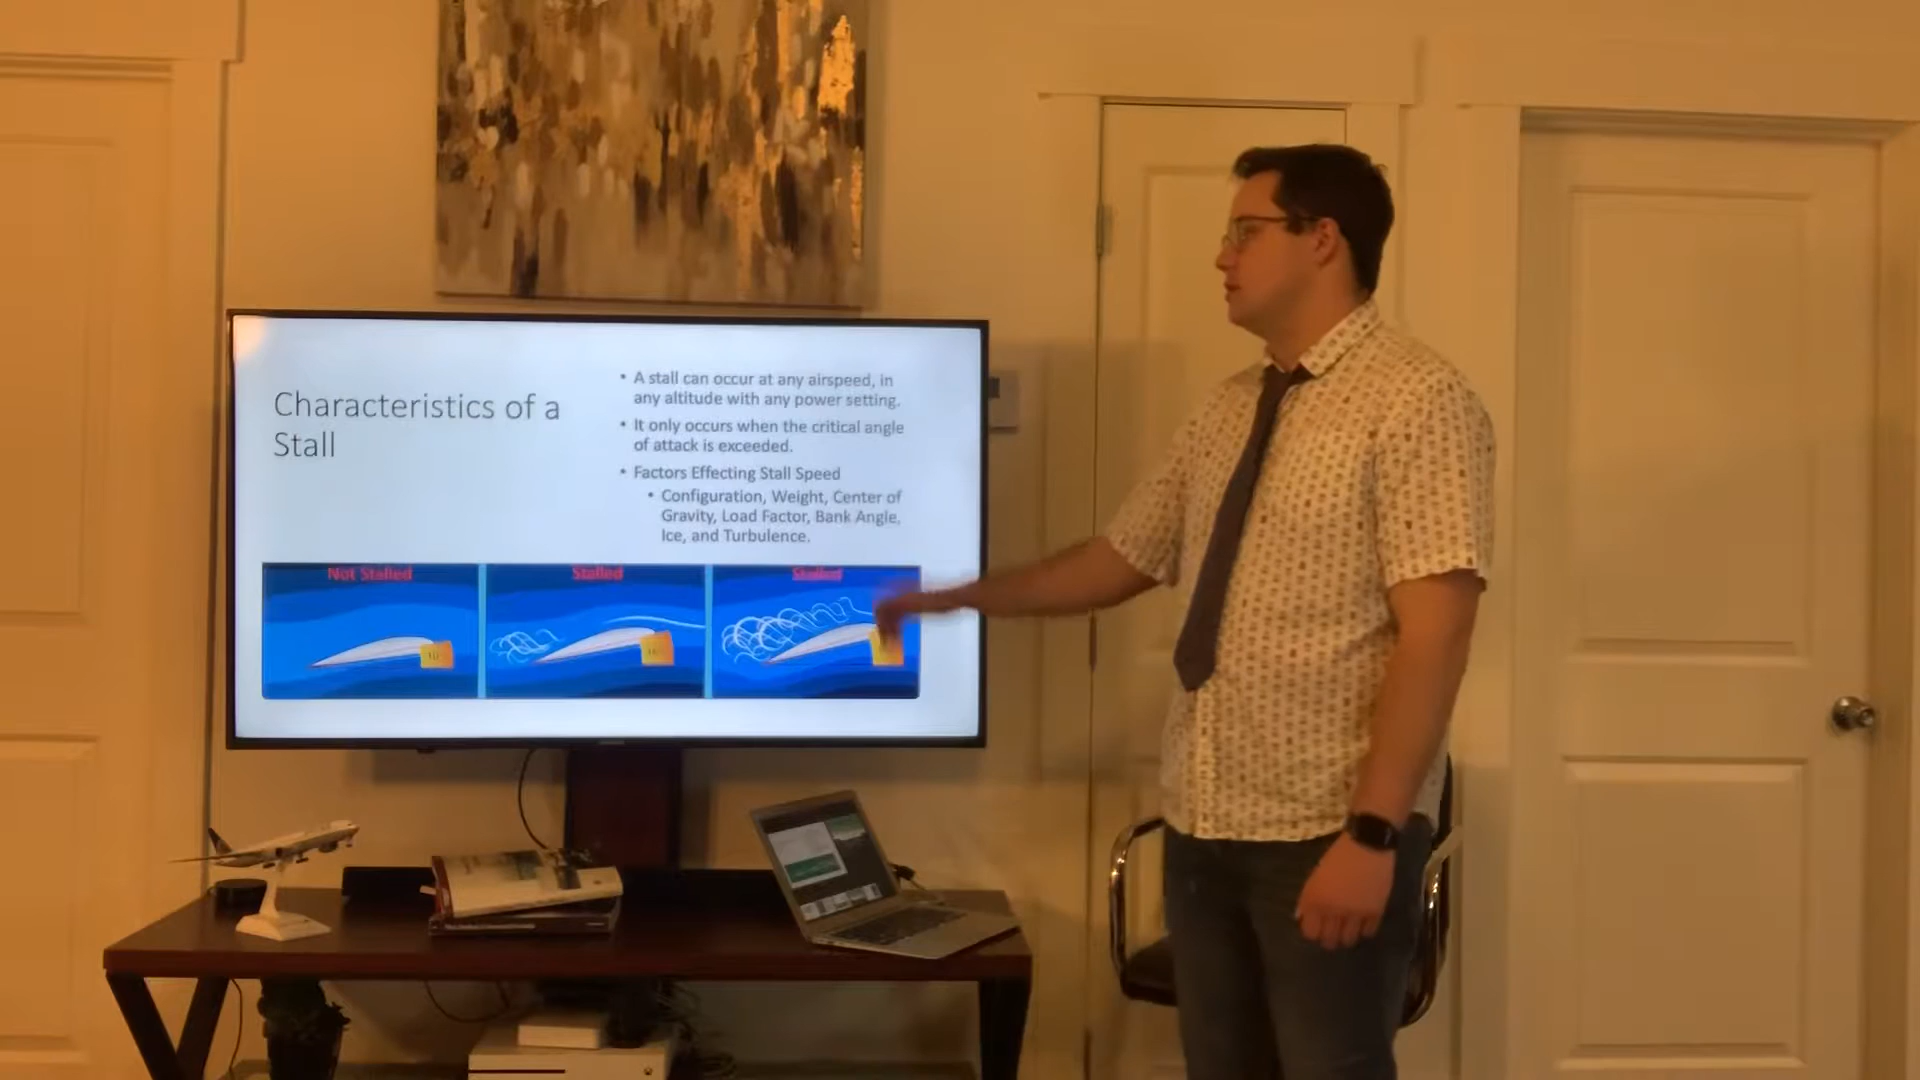 Characteristics of a
Stall
• A stall can occur at any airspeed, in
any altitude with any power setting.
• It only occurs when the critical angle
of attack is exceeded.
• Factors Effecting Stall Speed
• Configuration, Weight, Center of
Gravity, Load Factor, Bank Angle,
Ice, and Turbulence.
Not Stalled
Stalled
Stalled